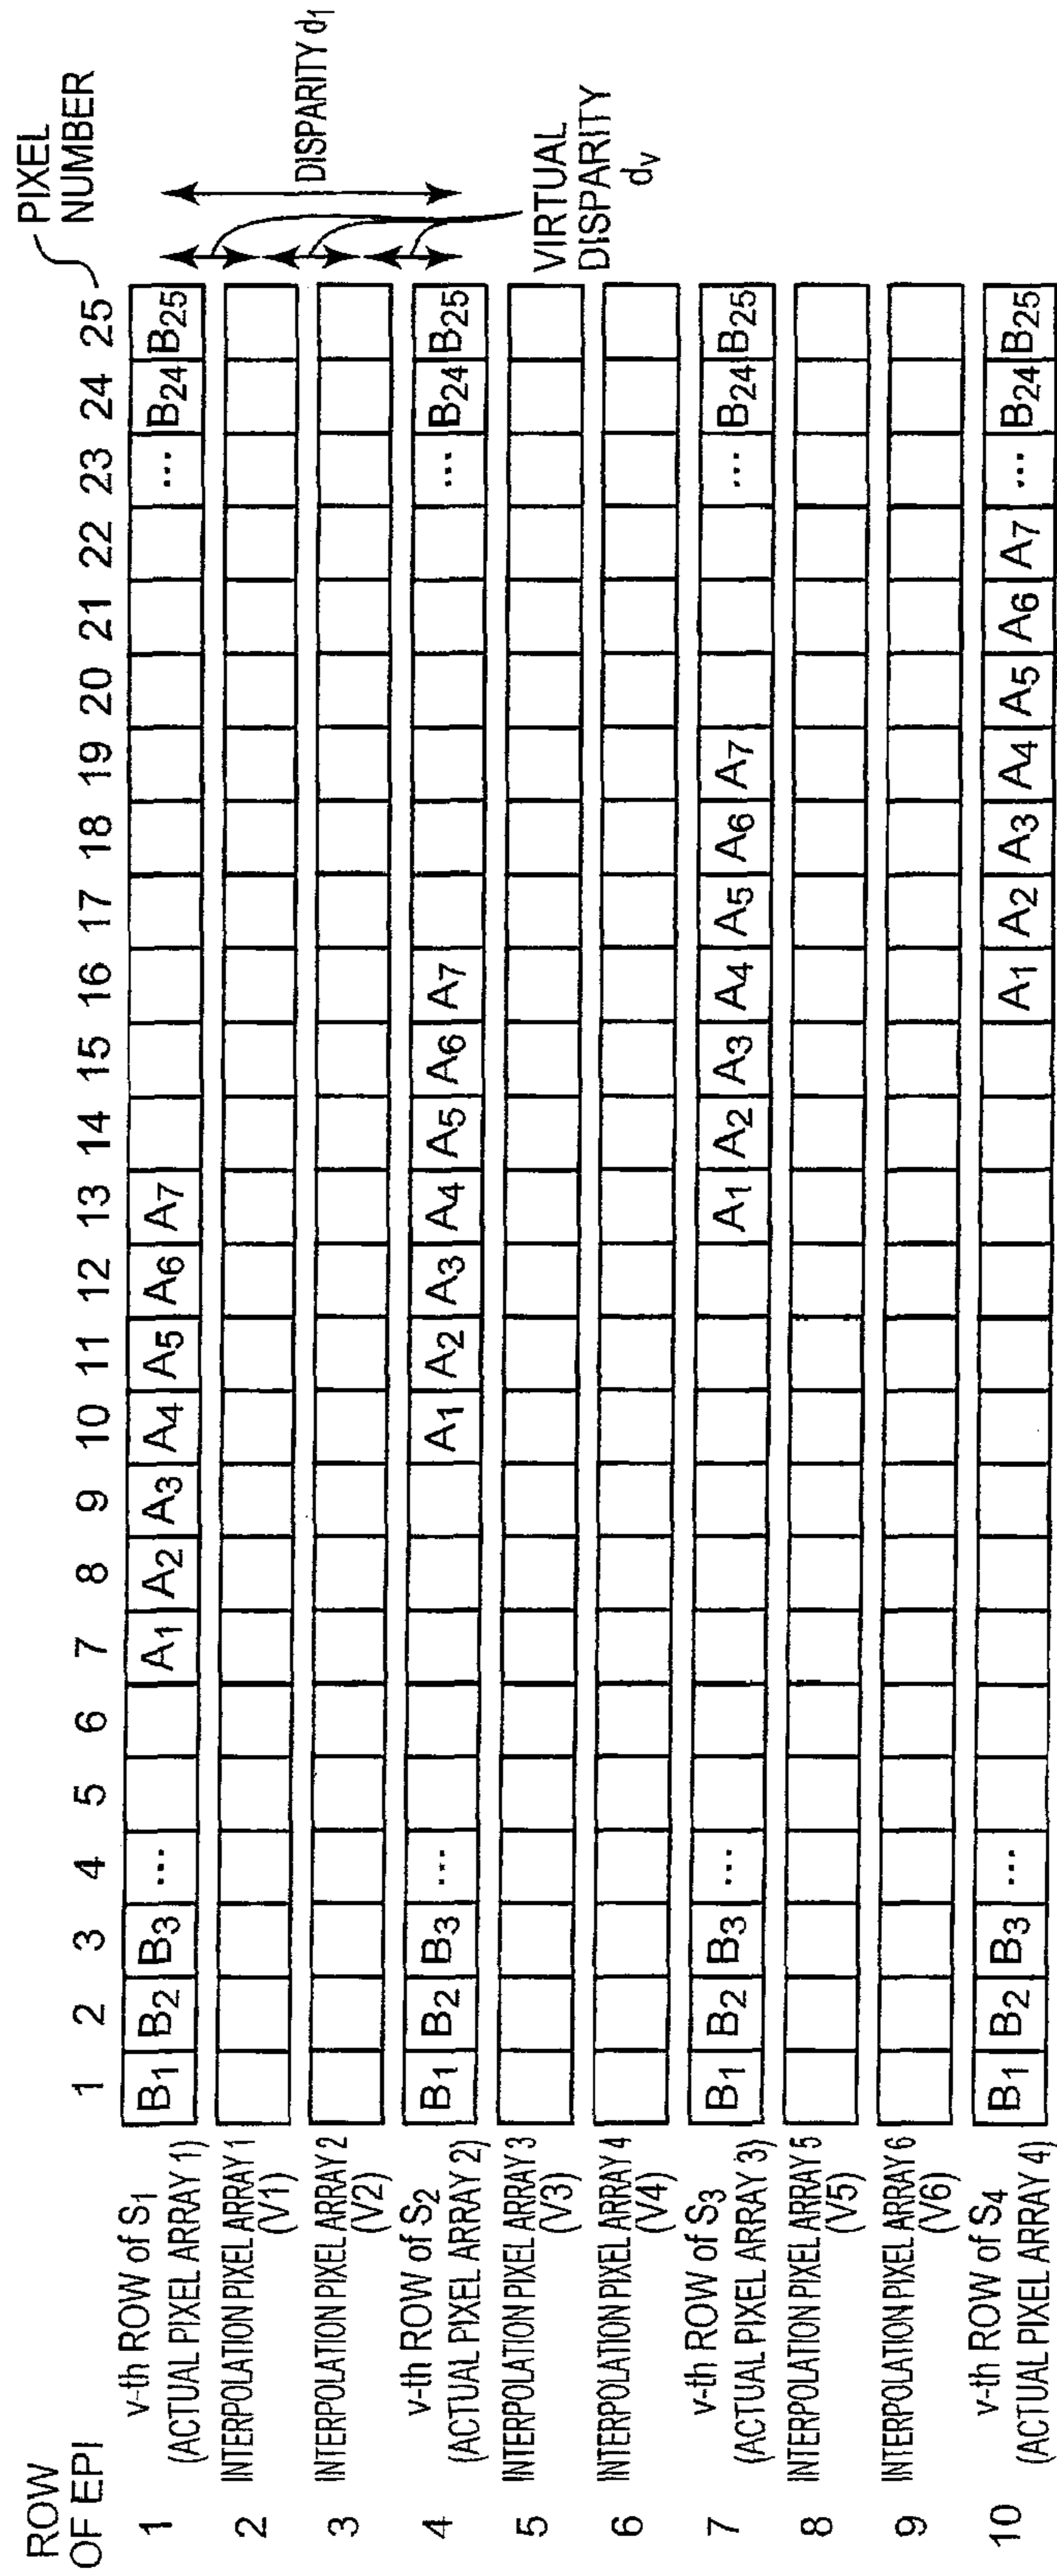 ROW
OF EPI
PIXEL
NUMBER
1 2 3 4 5 6 7 8 9 10 11 12 13 14 15 16 17 18 19 20 21 22 23 24 25
1 v-th ROW of S1
(ACTUAL PIXEL ARRAY 1)
B1 B2 B3 ... A1 A2 A3 A4 A5 A6 A7 ... B24 B25
2 INTERPOLATION PIXEL ARRAY 1
(V1)
3 INTERPOLATION PIXEL ARRAY 2
(V2)
4 v-th ROW of S2
(ACTUAL PIXEL ARRAY 2)
B1 B2 B3 ... A1 A2 A3 A4 A5 A6 A7 ... B24 B25
5 INTERPOLATION PIXEL ARRAY 3
(V3)
6 INTERPOLATION PIXEL ARRAY 4
(V4)
7 v-th ROW of S3
(ACTUAL PIXEL ARRAY 3)
B1 B2 B3 ... A1 A2 A3 A4 A5 A6 A7 ... B24 B25
8 INTERPOLATION PIXEL ARRAY 5
(V5)
9 INTERPOLATION PIXEL ARRAY 6
(V6)
10 v-th ROW of S4
(ACTUAL PIXEL ARRAY 4)
B1 B2 B3 ... A1 A2 A3 A4 A5 A6 A7 ... B24 B25
DISPARITY d1
VIRTUAL
DISPARITY
dv